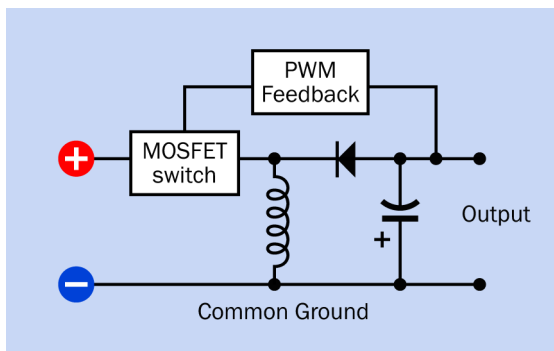 PWM
Feedback
+
MOSFET
switch
Output
+
−
Common Ground